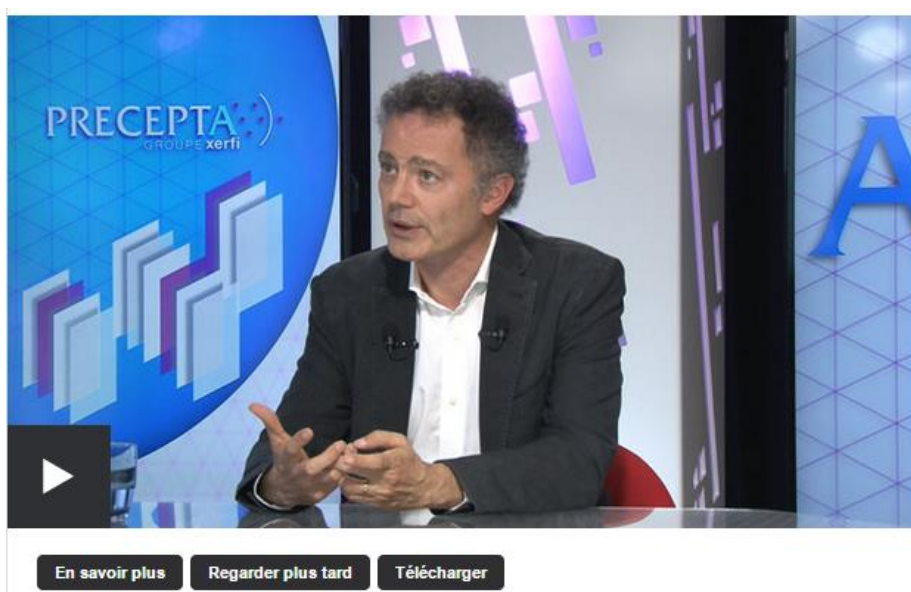 PRECEPTA
GROUPE xerfi
A
En savoir plus
Regarder plus tard
Télécharger